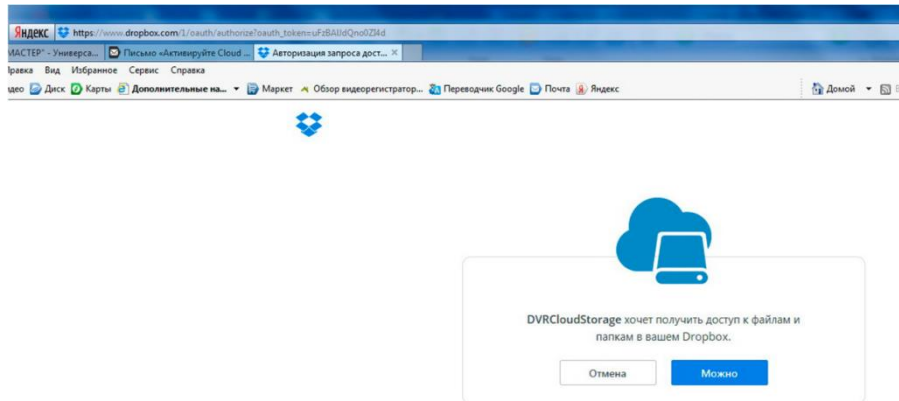 Яндекс https://www.dropbox.com/1/oauth/authorize?oauth_token=
МАСТЕР" - Универса... Письмо «Активируйте Cloud ... Авторизация запроса дост... ×
Правка Вид Избранное Сервис Справка
идео Диск Карты Дополнительные на... Маркет Обзор видеорегистратор... Переводчик Google Почта Яндекс Домой
DVRCloudStorage хочет получить доступ к файлам и
папкам в вашем Dropbox.
Отмена Можно